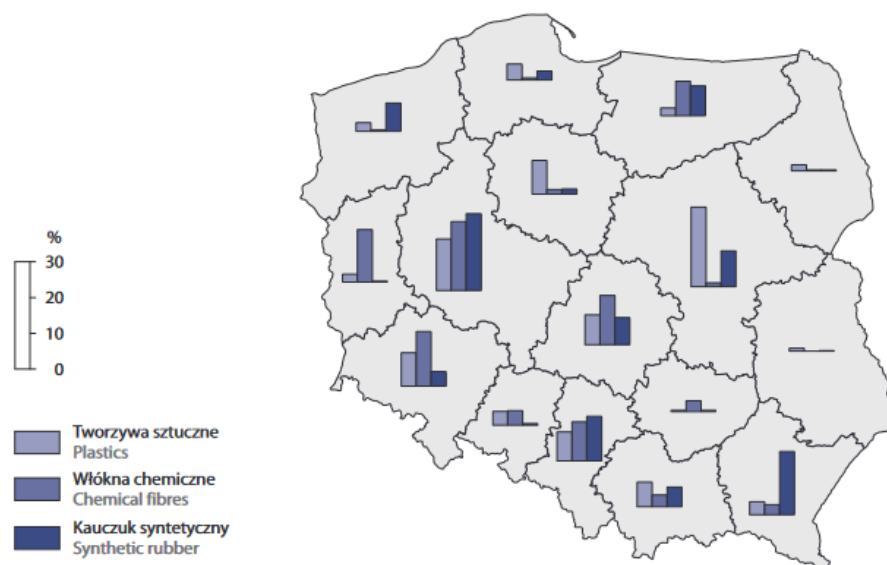 %
30
20
10
0
Tworzywa sztuczne
Plastics
Włókna chemiczne
Chemical fibres
Kauczuk syntetyczny
Synthetic rubber